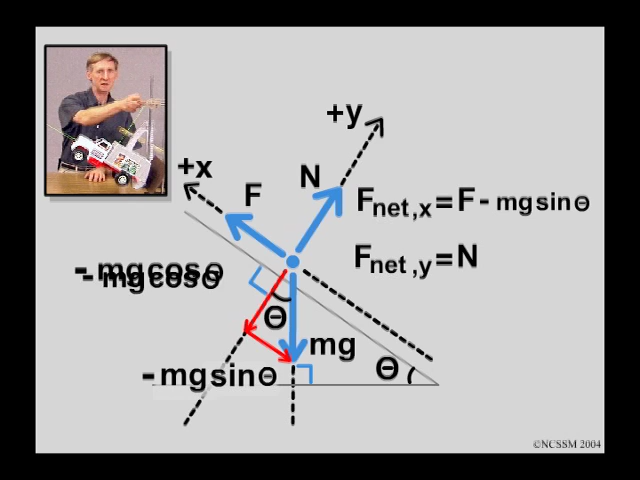 +y
+x
F
N
Fnet,x=F-mgsinθ
Fnet,y=N
-mgcosθ
-mgcosθ
θ
mg
-mgsinθ
θ
©NCSSM 2004